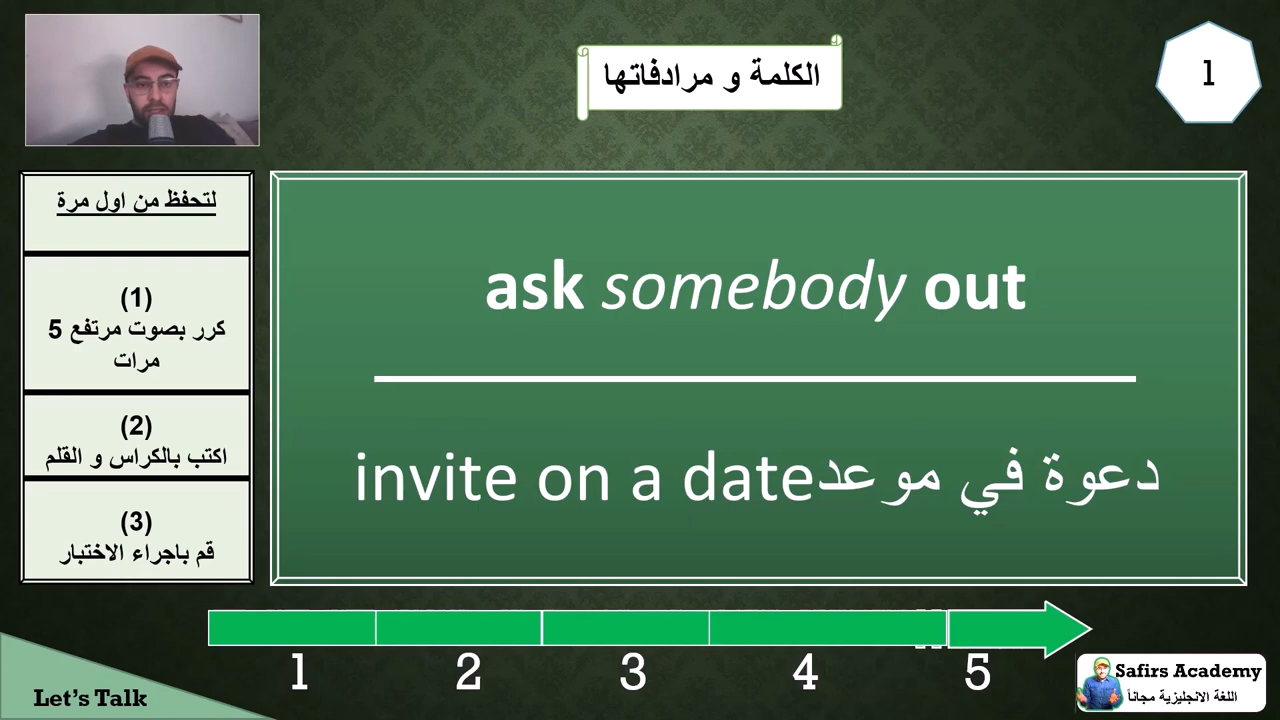 الكلمة و مرادفاتها
1
لتحفظ من اول مرة
(1)
كرر بصوت مرتفع 5
مرات
(2)
اكتب بالكراس و القلم
(3)
قم باجراء الاختبار
ask somebody out
invite on a dateدعوة في موعد
1 2 3 4 5
Let's Talk
Safirs Academy
اللغة الانجليزية مجاناً